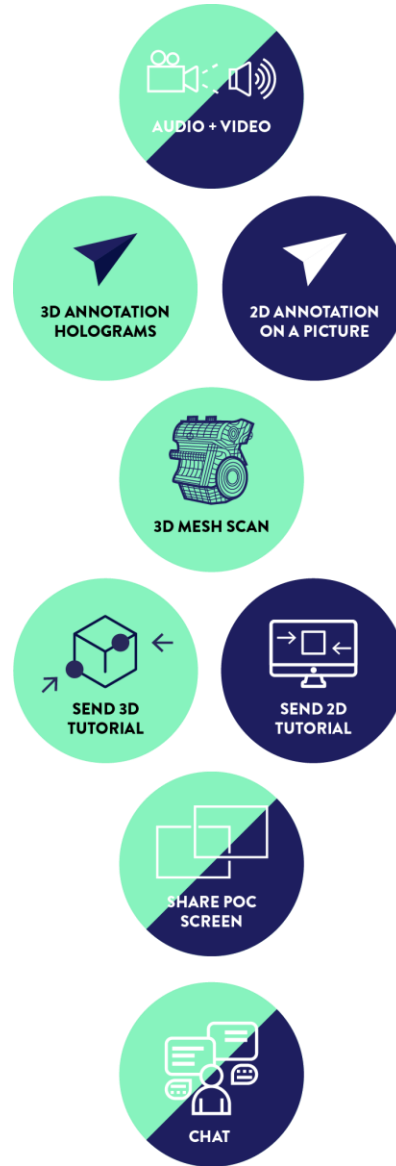 AUDIO + VIDEO
3D ANNOTATION
HOLOGRAMS
2D ANNOTATION
ON A PICTURE
3D MESH SCAN
SEND 3D
TUTORIAL
SEND 2D
TUTORIAL
SHARE POC
SCREEN
CHAT